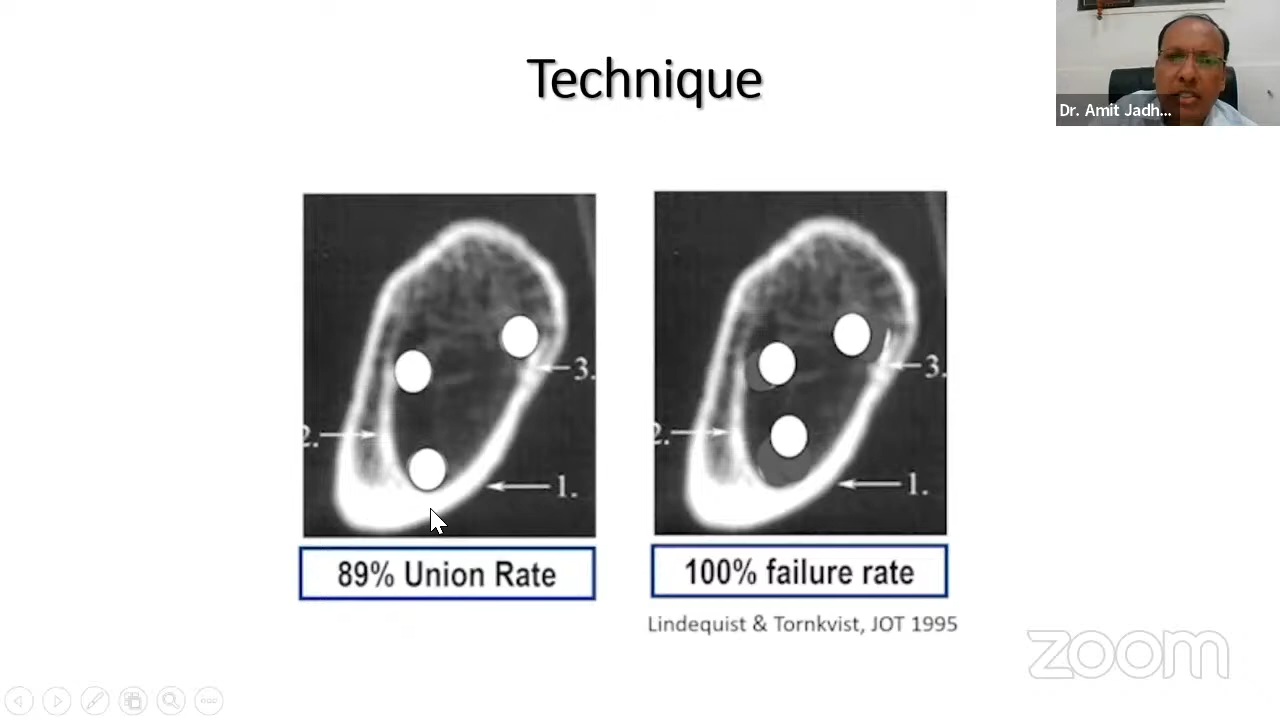 Technique
Dr. Amit Jadh...
3.
2.
1.
3.
2.
1.
89% Union Rate
100% failure rate
Lindequist & Tornkvist, JOT 1995
zoom